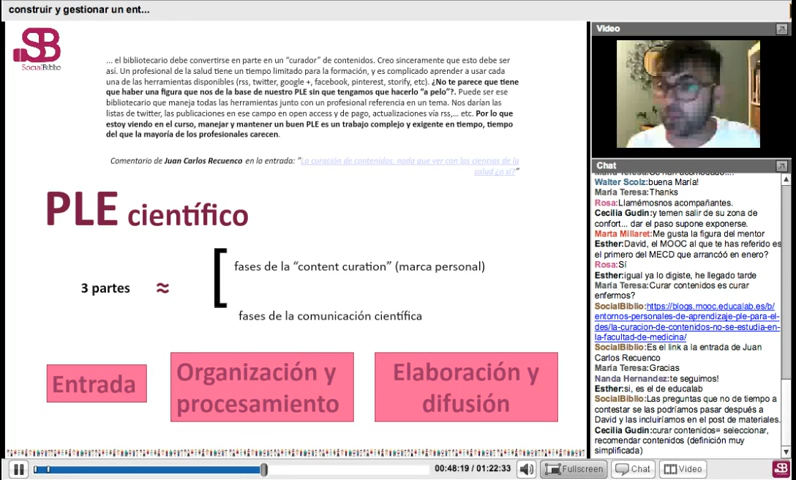 construir y gestionar un ent...
SB
SocialBiblio
... el bibliotecario debe convertirse en parte en un "curador" de contenidos. Creo sinceramente que esto debe ser
así. Un profesional de la salud tiene un tiempo limitado para la formación, y es complicado aprender a usar cada
una de las herramientas disponibles (rss, twitter, google +, facebook, pinterest, storify, etc). ¿No te parece que tiene
que haber una figura que nos de la base de nuestro PLE sin que tengamos que hacerlo "a pelo"?. Puede ser ese
bibliotecario que maneja todas las herramientas junto con un profesional referencia en un tema. Nos darían las
listas de twitter, las publicaciones en ese campo en open access y de pago, actualizaciones vía rss,... etc. Por lo que
estoy viendo en el curso, manejar y mantener un buen PLE es un trabajo complejo y exigente en tiempo, tiempo
del que la mayoría de los profesionales carecen.
Comentario de Juan Carlos Recuenco en la entrada: "La curación de contenidos, nada que ver con las ciencias de la
salud ¿o sí?"
PLE científico
3 partes ≈
fases de la "content curation" (marca personal)
fases de la comunicación científica
Entrada
Organización y
procesamiento
Elaboración y
difusión
00:48:19 / 01:22:33
Fullscreen
Chat
Video
Video
Chat
Walter Scolz:buena María!
Maria Teresa:Thanks
Rosa:Llamémosnos acompañantes.
Cecilia Gudin:y temen salir de su zona de
confort... dar el paso supone exponerse.
Marta Millaret:Me gusta la figura del mentor
Esther:David, el MOOC al que te has referido es
el primero del MECD que arrancóó en enero?
Rosa:Sí
Esther:igual ya lo digiste, he llegado tarde
Maria Teresa:Curar contenidos es curar
enfermos?
SocialBiblio:https://blogs.mooc.educalab.es/b/
entornos-personales-de-aprendizaje-ple-para-el-
des/la-curacion-de-contenidos-no-se-estudia-en-
la-facultad-de-medicina/
SocialBiblio:Es el link a la entrada de Juan
Carlos Recuenco
Maria Teresa:Gracias
Nanda Hernandez:te seguimos!
Esther:si, es el de educalab
SocialBiblio:Las preguntas que no de tiempo a
contestar se las podríamos pasar después a
David y las incluiríamos en el post de materiales.
Cecilia Gudin:curar contenidos= seleccionar,
recomendar contenidos (definición muy
simplificada)
SB